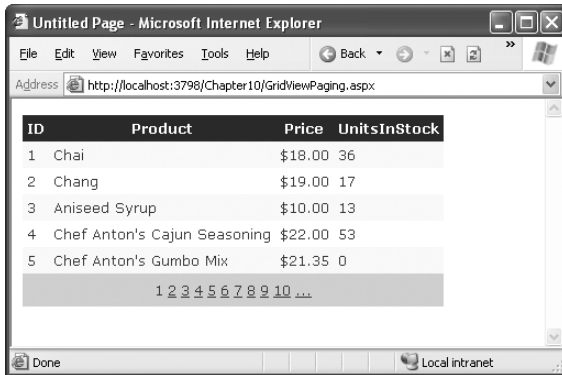 Untitled Page - Microsoft Internet Explorer
File Edit View Favorites Tools Help Back »
Address http://localhost:3798/Chapter10/GridViewPaging.aspx
ID Product Price UnitsInStock
1 Chai $18.00 36
2 Chang $19.00 17
3 Aniseed Syrup $10.00 13
4 Chef Anton's Cajun Seasoning $22.00 53
5 Chef Anton's Gumbo Mix $21.35 0
1 2 3 4 5 6 7 8 9 10 ...
Done Local intranet